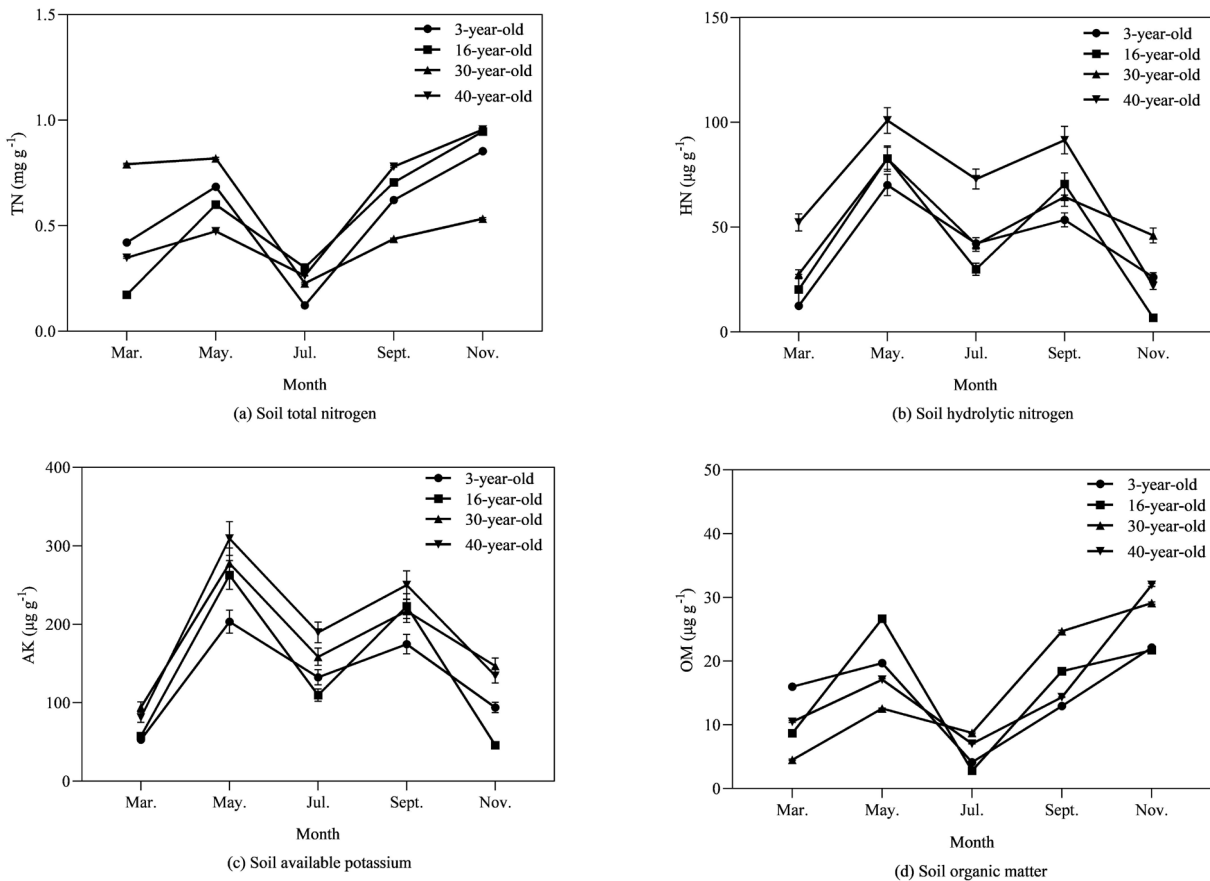 1.5
1.0
0.5
0.0
TN (mg g-1)
3-year-old
16-year-old
30-year-old
40-year-old
Mar.
May.
Jul.
Sept.
Nov.
Month
(a) Soil total nitrogen
150
100
50
0
HN (µg g-1)
3-year-old
16-year-old
30-year-old
40-year-old
Mar.
May.
Jul.
Sept.
Nov.
Month
(b) Soil hydrolytic nitrogen
400
300
200
100
0
AK (µg g-1)
3-year-old
16-year-old
30-year-old
40-year-old
Mar.
May.
Jul.
Sept.
Nov.
Month
(c) Soil available potassium
50
40
30
20
10
0
OM (µg g-1)
3-year-old
16-year-old
30-year-old
40-year-old
Mar.
May.
Jul.
Sept.
Nov.
Month
(d) Soil organic matter